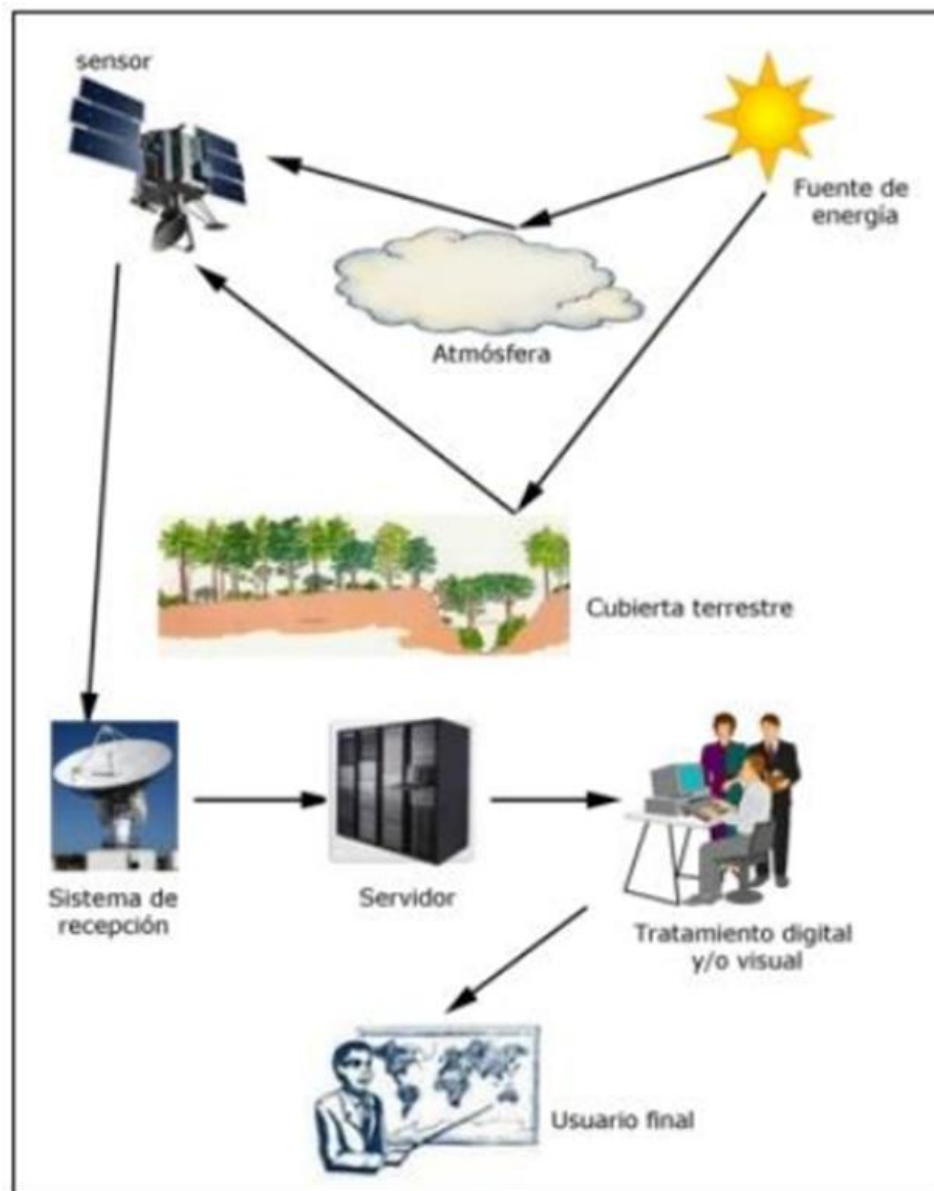 sensor
Fuente de
energía
Atmósfera
Cubierta terrestre
Sistema de
recepción
Servidor
Tratamiento digital
y/o visual
Usuario final